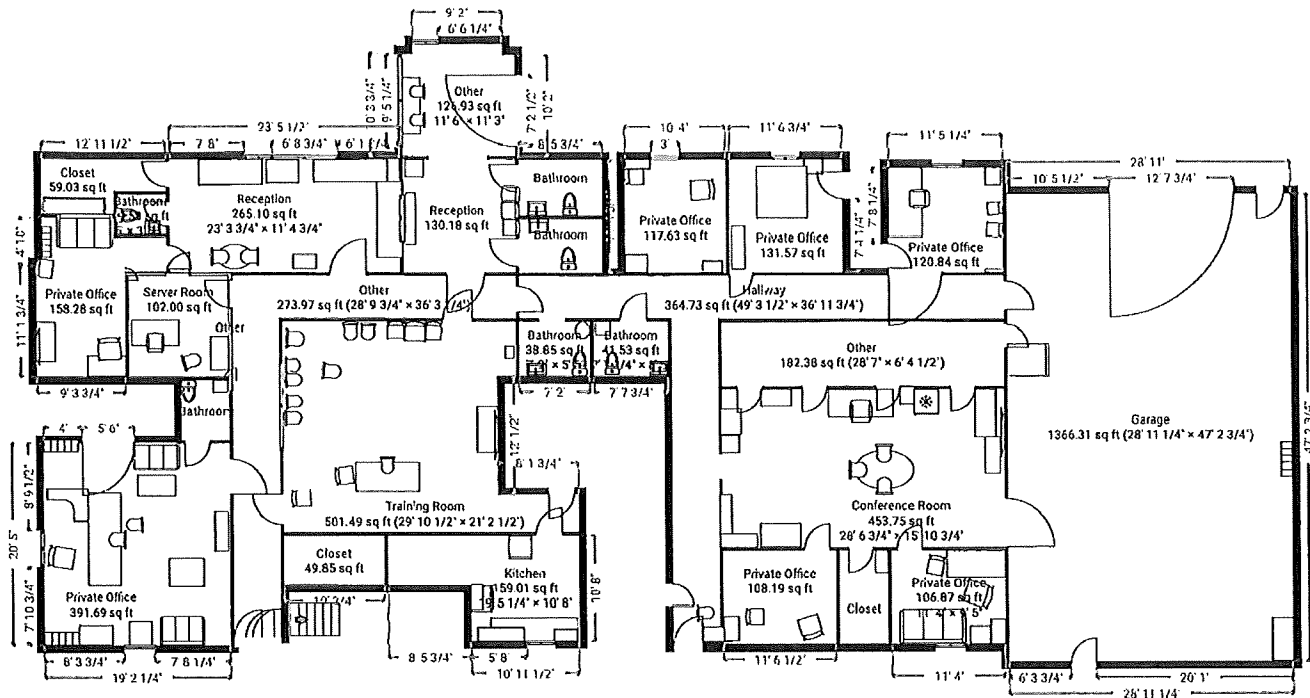 9' 2"
6' 6 1/4"
Other
126.93 sq ft
11' 6" × 11' 3"
9' 5 1/4"
7' 2 1/2"
10' 2"
23' 5 1/2"
12' 11 1/2"
7' 8"
6' 8 3/4"
8' 5 3/4"
10' 4"
3'
11' 6 3/4"
11' 5 1/4"
28' 11"
10' 5 1/2"
12' 7 3/4"
Closet
59.03 sq ft
Bathroom
Reception
265.10 sq ft
23' 3 3/4" × 11' 4 3/4"
Reception
130.18 sq ft
Bathroom
Bathroom
Private Office
117.63 sq ft
Private Office
131.57 sq ft
7' 8 1/4"
7' 4 1/4"
Private Office
120.84 sq ft
4' 10"
11' 1 3/4"
Private Office
158.28 sq ft
Server Room
102.00 sq ft
Other
Other
273.97 sq ft (28' 9 3/4" × 36' 3 1/4")
Hallway
364.73 sq ft (49' 3 1/2" × 36' 11 3/4")
Bathroom
38.85 sq ft
Bathroom
41.53 sq ft
Other
182.38 sq ft (28' 7" × 6' 4 1/2")
Garage
1366.31 sq ft (28' 11 1/4" × 47' 2 3/4")
47' 2 3/4"
9' 3 3/4"
7' 2"
7' 7 3/4"
Bathroom
4'
5' 6"
12' 1/2"
8' 1 3/4"
8' 9 1/2"
20' 5"
7' 10 3/4"
Training Room
501.49 sq ft (29' 10 1/2" × 21' 2 1/2")
Conference Room
453.75 sq ft
28' 6 3/4" × 15' 10 3/4"
Closet
49.85 sq ft
Kitchen
159.01 sq ft
10' 8"
Private Office
391.69 sq ft
Private Office
108.19 sq ft
Closet
Private Office
106.87 sq ft
8' 3 3/4"
7' 8 1/4"
19' 2 1/4"
8' 5 3/4"
5' 8"
10' 11 1/2"
11' 6 1/2"
11' 4"
6' 3 3/4"
20' 1"
28' 11 1/4"